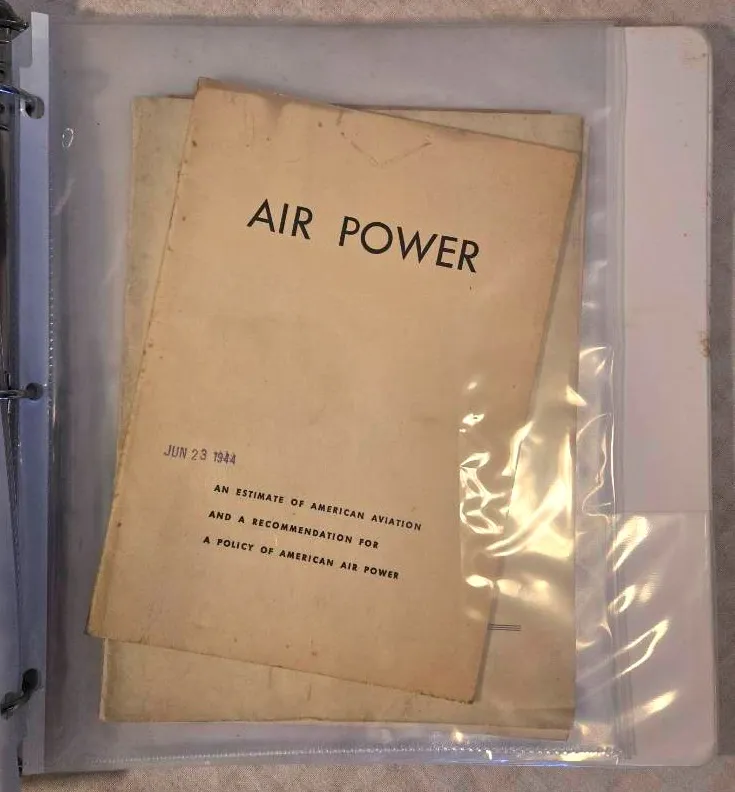 AIR POWER
JUN 23 1944
AN ESTIMATE OF AMERICAN AVIATION
AND A RECOMMENDATION FOR
A POLICY OF AMERICAN AIR POWER